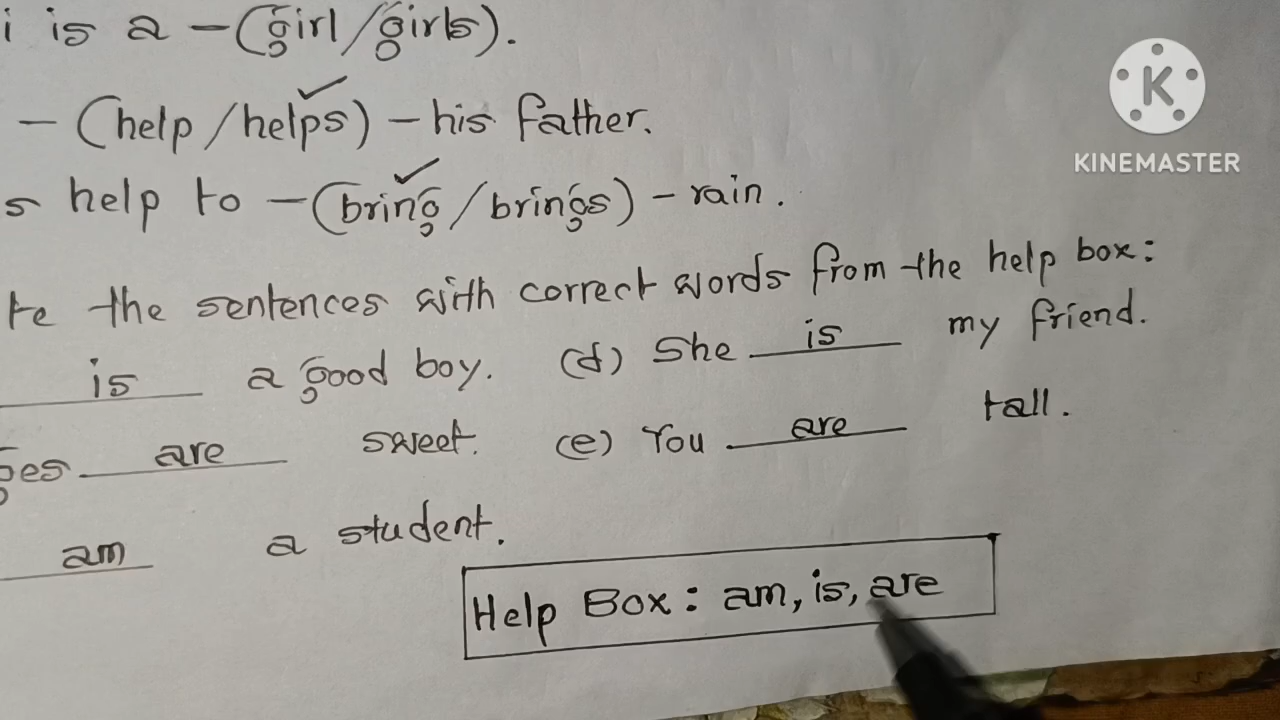 i is a - (girl/girls).
- (help/helps) - his father.
s help to - (bring/brings) - rain.
te the sentences with correct words from the help box:
is a good boy. (d) She is my friend.
ges are sweet. (e) You are tall.
am a student.
Help Box: am, is, are
K
KINEMASTER